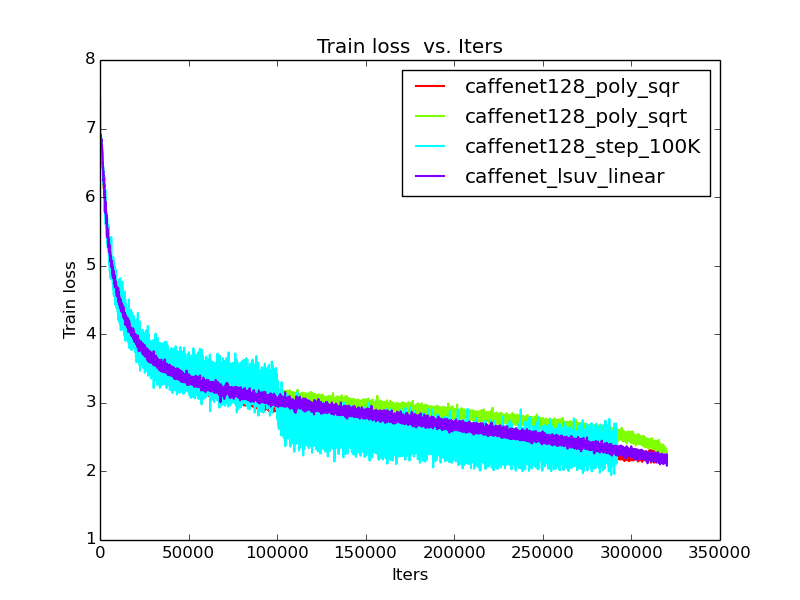 Train loss  vs. Iters
8
7
6
5
4
3
2
1
Train loss
caffenet128_poly_sqr
caffenet128_poly_sqrt
caffenet128_step_100K
caffenet_lsuv_linear
0 50000 100000 150000 200000 250000 300000 350000
Iters